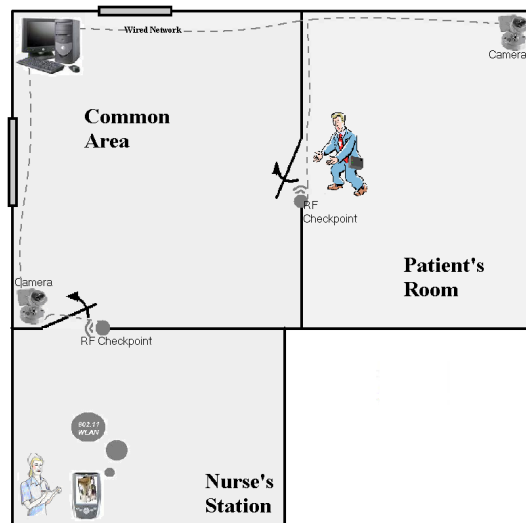 Wired Network
Camera
Common
Area
RF
Checkpoint
Patient's
Room
Camera
RF Checkpoint
802.11
WLAN
Nurse's
Station